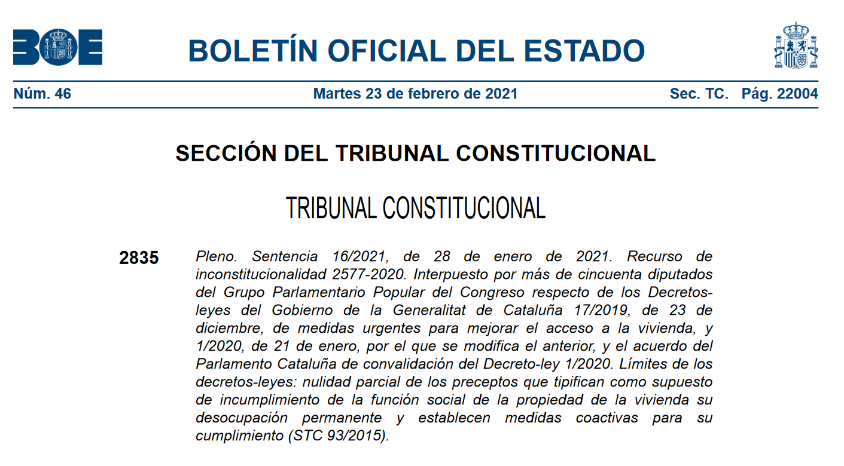 BOE
BOLETÍN OFICIAL DEL ESTADO
Núm. 46
Martes 23 de febrero de 2021
Sec. TC. Pág. 22004
SECCIÓN DEL TRIBUNAL CONSTITUCIONAL
TRIBUNAL CONSTITUCIONAL
2835
Pleno. Sentencia 16/2021, de 28 de enero de 2021. Recurso de
inconstitucionalidad 2577-2020. Interpuesto por más de cincuenta diputados
del Grupo Parlamentario Popular del Congreso respecto de los Decretos-
leyes del Gobierno de la Generalitat de Cataluña 17/2019, de 23 de
diciembre, de medidas urgentes para mejorar el acceso a la vivienda, y
1/2020, de 21 de enero, por el que se modifica el anterior, y el acuerdo del
Parlamento Cataluña de convalidación del Decreto-ley 1/2020. Límites de los
decretos-leyes: nulidad parcial de los preceptos que tipifican como supuesto
de incumplimiento de la función social de la propiedad de la vivienda su
desocupación permanente y establecen medidas coactivas para su
cumplimiento (STC 93/2015).